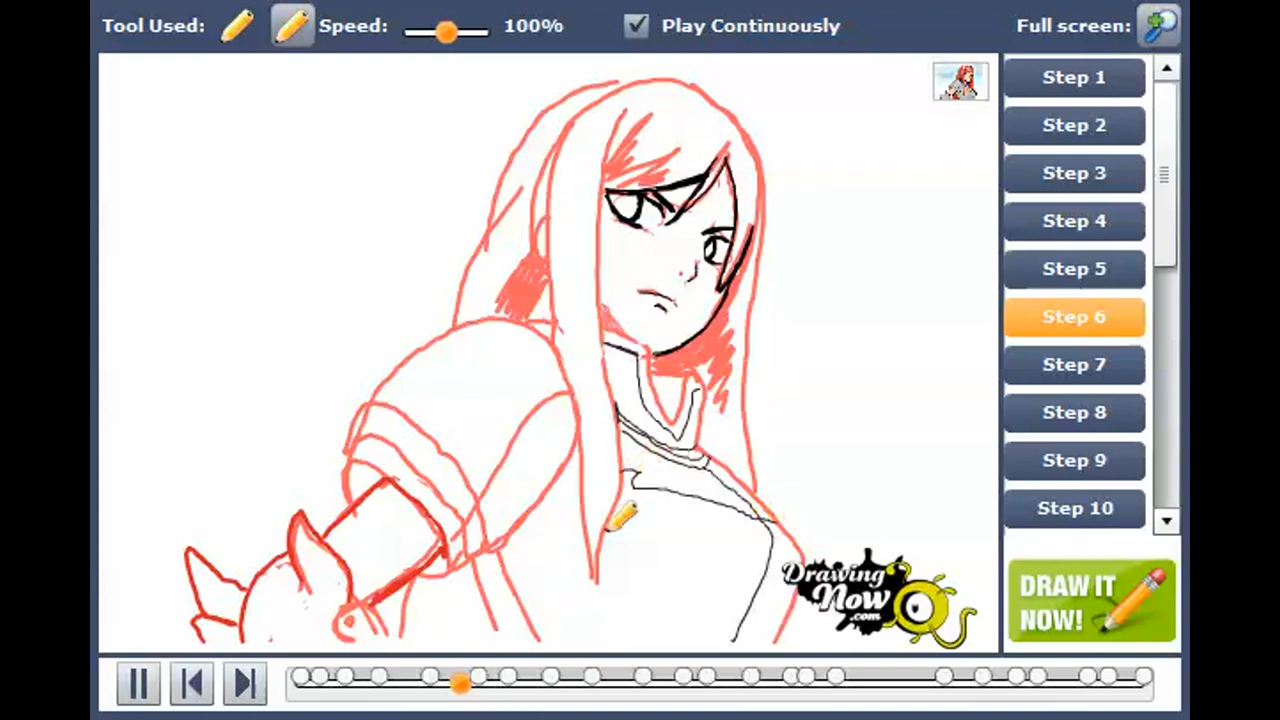 Tool Used: Speed: 100% Play Continuously Full screen:
Step 1
Step 2
Step 3
Step 4
Step 5
Step 6
Step 7
Step 8
Step 9
Step 10
Drawing
Now
.com
DRAW IT
NOW!